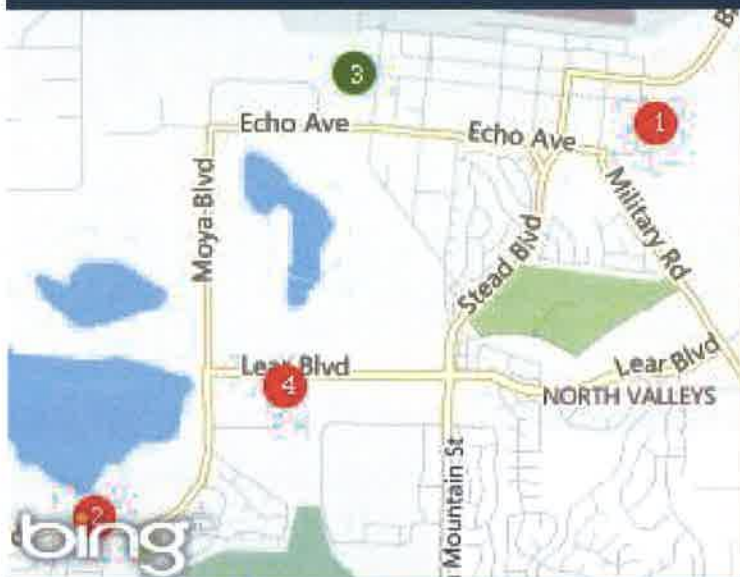 3
1
Echo Ave
Echo Ave
Moya Blvd
Military Rd
Stead Blvd
Lear Blvd
4
Lear Blvd
NORTH VALLEYS
Mountain St
2
bing